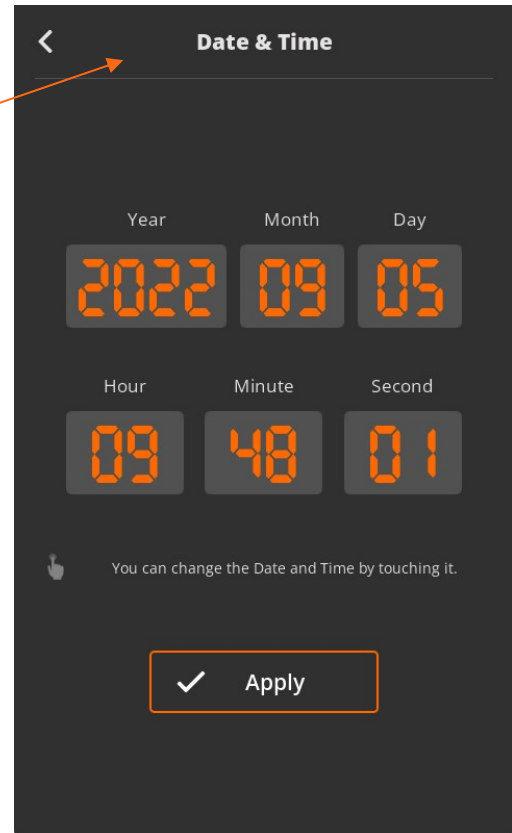 Date & Time
Year Month Day
2022 09 05
Hour Minute Second
09 48 01
You can change the Date and Time by touching it.
Apply